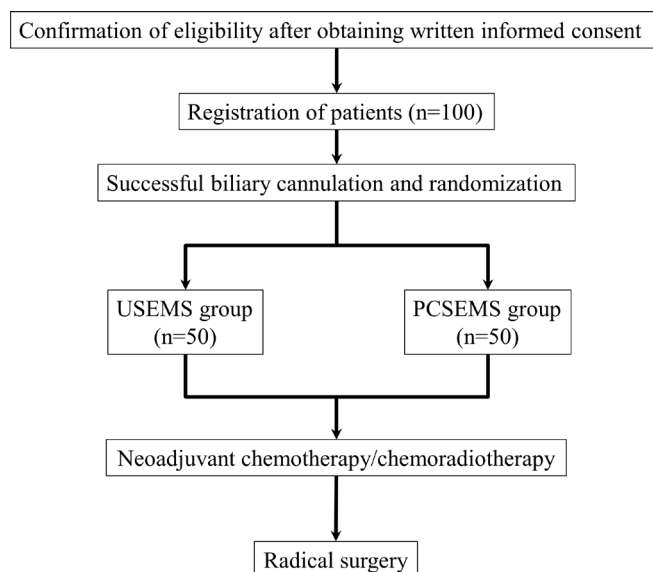 Confirmation of eligibility after obtaining written informed consent
Registration of patients (n=100)
Successful biliary cannulation and randomization
USEMS group
(n=50)
PCSEMS group
(n=50)
Neoadjuvant chemotherapy/chemoradiotherapy
Radical surgery